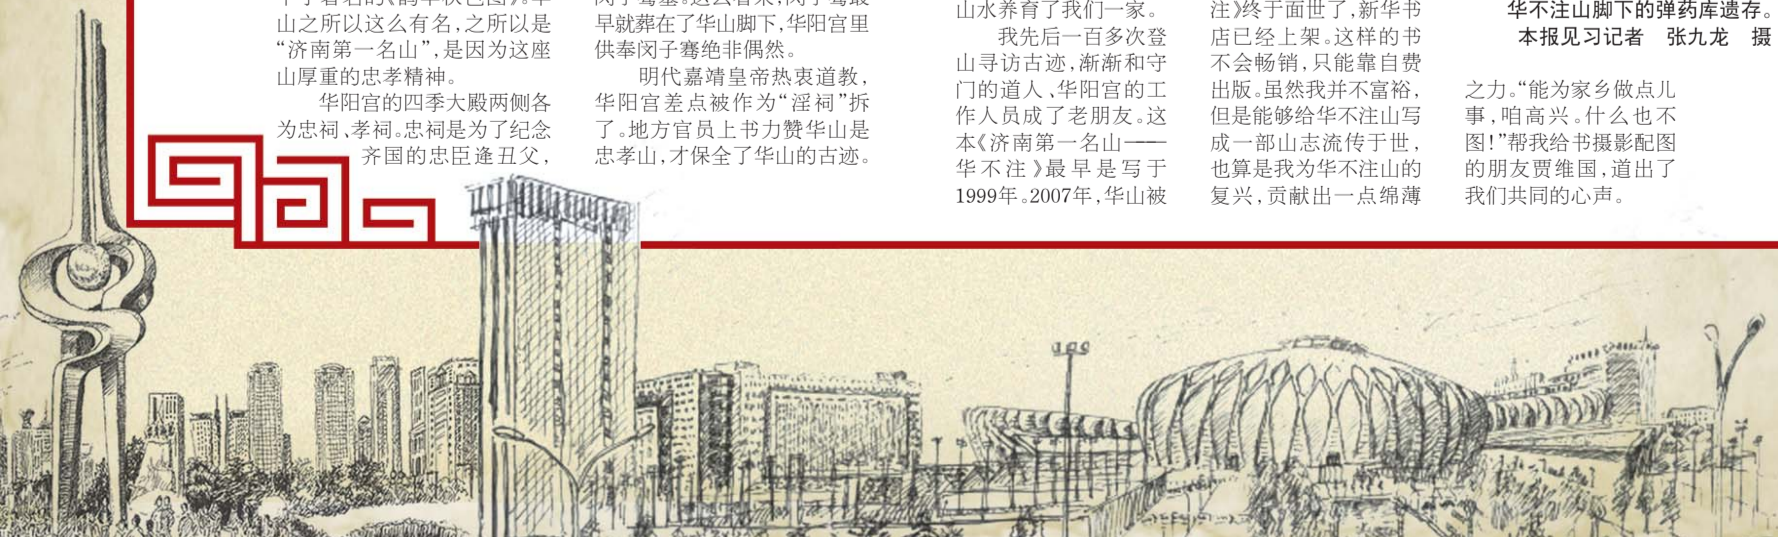 山之所以这么有名，之所以是
“济南第一名山”，是因为这座
山厚重的忠孝精神。
华阳宫的四季大殿两侧各
为忠祠、孝祠。忠祠是为了纪念
齐国的忠臣逄丑父，
早就葬在了华山脚下，华阳宫里
供奉闵子骞绝非偶然。
明代嘉靖皇帝热衷道教，
华阳宫差点被作为“淫祠”拆
了。地方官员上书力赞华山是
忠孝山，才保全了华山的古迹。
山水养育了我们一家。
我先后一百多次登
山寻访古迹，渐渐和守
门的道人、华阳宫的工
作人员成了老朋友。这
本《济南第一名山——
华不注》最早是写于
1999年。2007年，华山被
注》终于面世了，新华书
店已经上架。这样的书
不会畅销，只能靠自费
出版。虽然我并不富裕，
但是能够给华不注山写
成一部山志流传于世，
也算是我为华不注山的
复兴，贡献出一点绵薄
华不注山脚下的弹药库遗存。
本报见习记者 张九龙 摄
之力。“能为家乡做点儿
事，咱高兴。什么也不
图！”帮我给书摄影配图
的朋友贾维国，道出了
我们共同的心声。